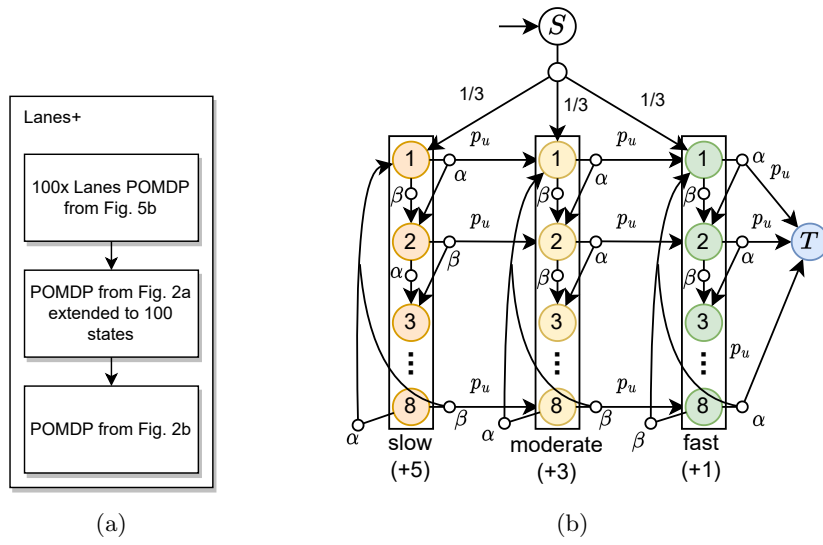 Lanes+
100x Lanes POMDP
from Fig. 5b
POMDP from Fig. 2a
extended to 100
states
POMDP from Fig. 2b
(a)
S
1/3
1/3
1/3
1
p_u
α
1
p_u
α
1
α
p_u
β
β
β
2
p_u
β
2
p_u
α
2
α
p_u
T
α
β
β
3
3
3
p_u
8
p_u
β
8
p_u
β
8
α
α
α
β
slow
(+5)
moderate
(+3)
fast
(+1)
(b)